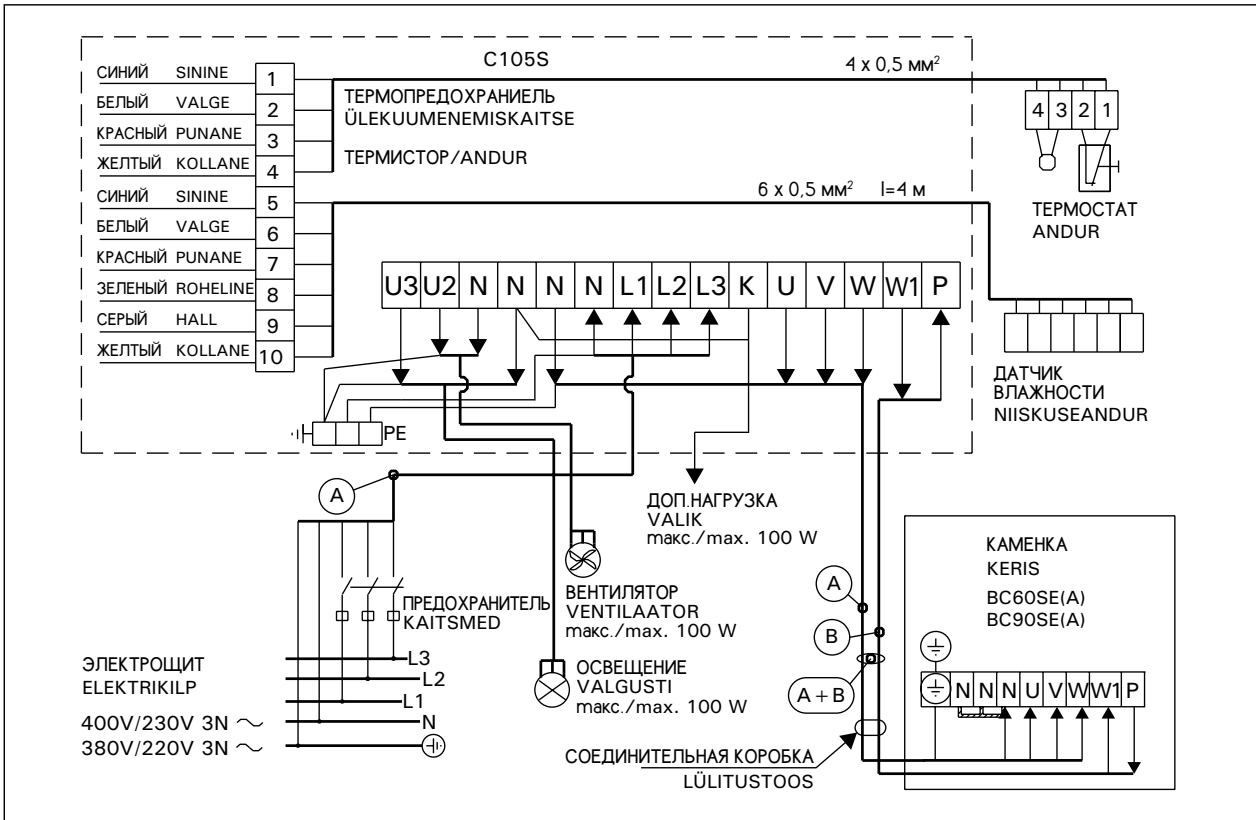 C105S
4 x 0,5 мм²
СИНИЙ SININE 1
БЕЛЫЙ VALGE 2
КРАСНЫЙ PUNANE 3
ЖЕЛТЫЙ KOLLANE 4
СИНИЙ SININE 5
БЕЛЫЙ VALGE 6
КРАСНЫЙ PUNANE 7
ЗЕЛЕНЫЙ ROHELINE 8
СЕРЫЙ HALL 9
ЖЕЛТЫЙ KOLLANE 10
ТЕРМОПРЕДОХРАНИЕЛЬ
ÜLEKUUMENEMISKAITSE
ТЕРМИСТОР/ANDUR
4 3 2 1
ТЕРМОСТАТ
ANDUR
6 x 0,5 мм² l=4 м
U3 U2 N N N N L1 L2 L3 K U V W W1 P
ДАТЧИК
ВЛАЖНОСТИ
NIISKUSEANDUR
PE
A
ДОП.НАГРУЗКА
VALIK
макс./max. 100 W
ВЕНТИЛЯТОР
VENTILAATOR
макс./max. 100 W
ОСВЕЩЕНИЕ
VALGUSTI
макс./max. 100 W
ПРЕДОХРАНИТЕЛЬ
KAITSMED
ЭЛЕКТРОЩИТ
ELEKTRIKILP
400V/230V 3N ~
380V/220V 3N ~
L3
L2
L1
N
A
B
A + B
СОЕДИНИТЕЛЬНАЯ КОРОБКА
LÜLITUSTOOS
КАМЕНКА
KERIS
BC60SE(A)
BC90SE(A)
N N N U V W W1 P